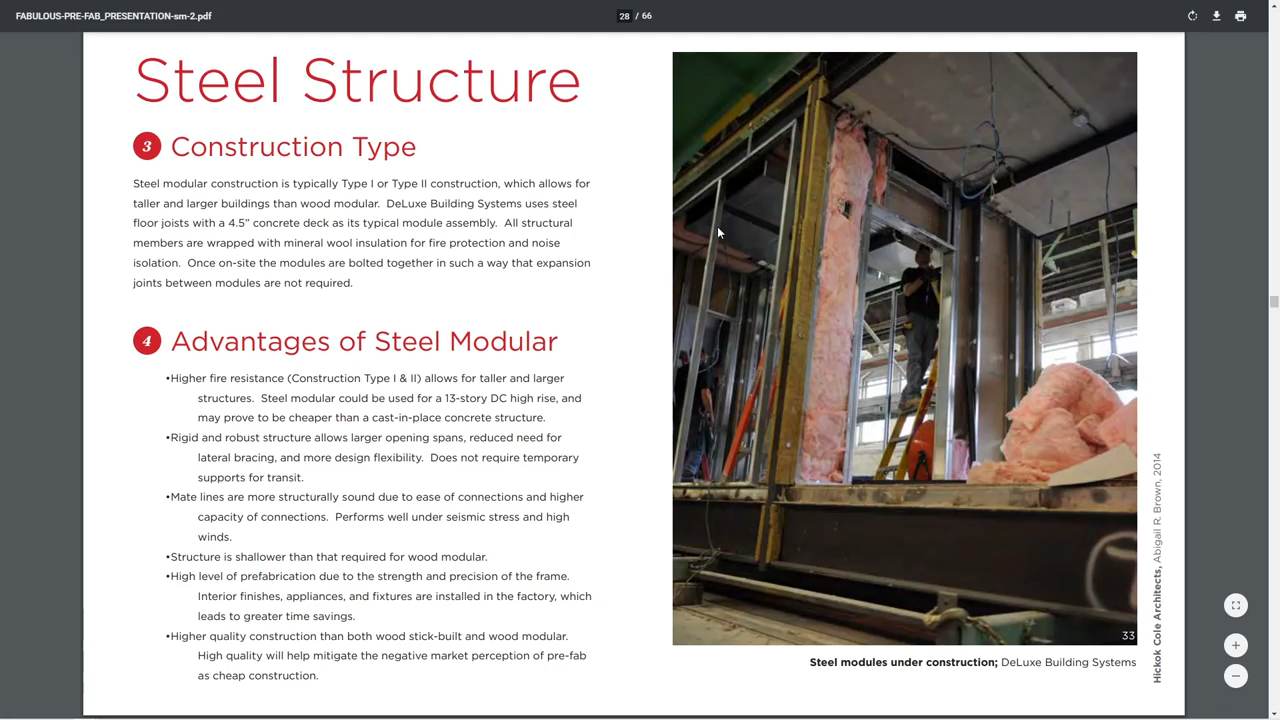 FABULOUS-PRE-FAB_PRESENTATION-sm-2.pdf
28 / 66
Steel Structure
3 Construction Type
Steel modular construction is typically Type I or Type II construction, which allows for
taller and larger buildings than wood modular. DeLuxe Building Systems uses steel
floor joists with a 4.5" concrete deck as its typical module assembly. All structural
members are wrapped with mineral wool insulation for fire protection and noise
isolation. Once on-site the modules are bolted together in such a way that expansion
joints between modules are not required.
4 Advantages of Steel Modular
•Higher fire resistance (Construction Type I & II) allows for taller and larger
structures. Steel modular could be used for a 13-story DC high rise, and
may prove to be cheaper than a cast-in-place concrete structure.
•Rigid and robust structure allows larger opening spans, reduced need for
lateral bracing, and more design flexibility. Does not require temporary
supports for transit.
•Mate lines are more structurally sound due to ease of connections and higher
capacity of connections. Performs well under seismic stress and high
winds.
•Structure is shallower than that required for wood modular.
•High level of prefabrication due to the strength and precision of the frame.
Interior finishes, appliances, and fixtures are installed in the factory, which
leads to greater time savings.
•Higher quality construction than both wood stick-built and wood modular.
High quality will help mitigate the negative market perception of pre-fab
as cheap construction.
33
Steel modules under construction; DeLuxe Building Systems
Hickok Cole Architects, Abigail R. Brown, 2014